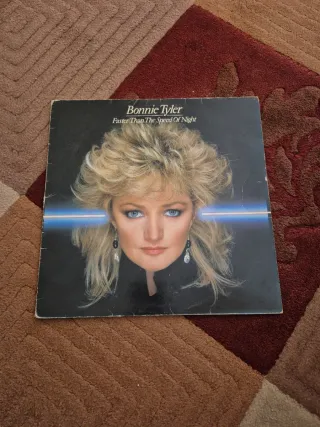 Bonnie Tyler
Faster Than The Speed Of Night